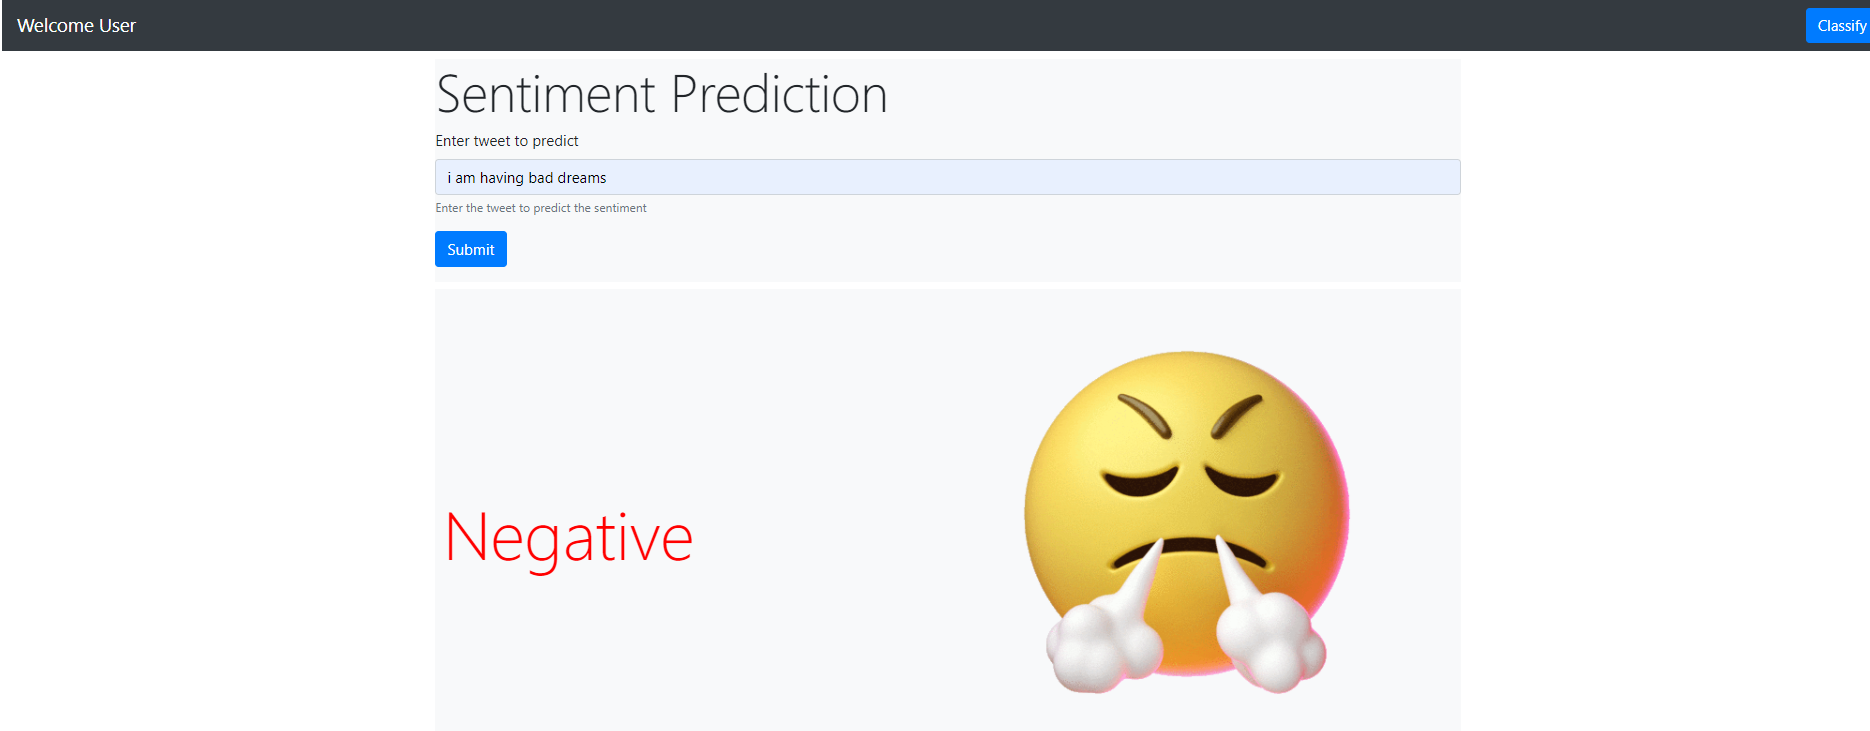 Welcome User
Classify
Sentiment Prediction
Enter tweet to predict
i am having bad dreams
Enter the tweet to predict the sentiment
Submit
Negative